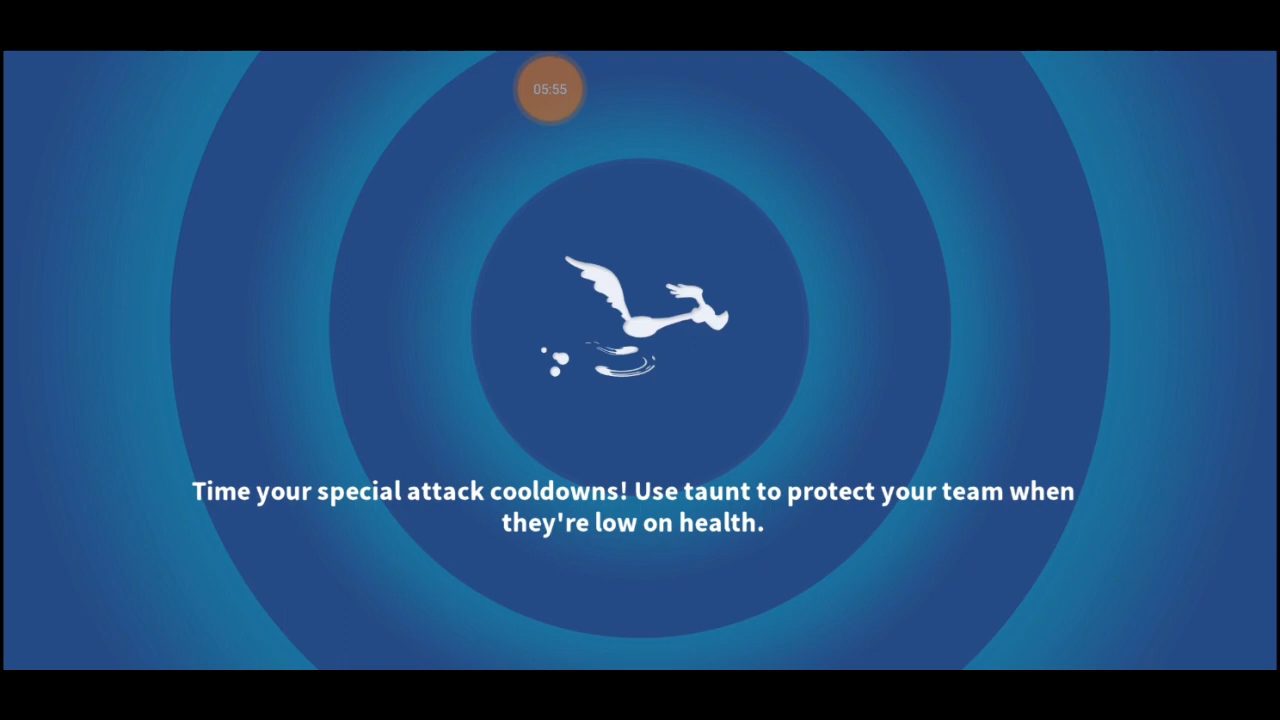 05:55
Time your special attack cooldowns! Use taunt to protect your team when
they're low on health.